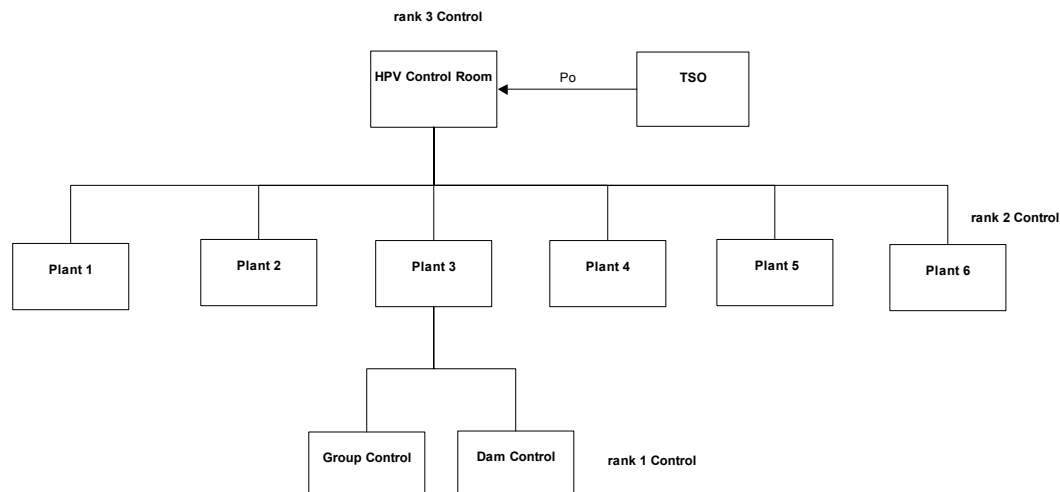 rank 3 Control
HPV Control Room
Po
TSO
rank 2 Control
Plant 1
Plant 2
Plant 3
Plant 4
Plant 5
Plant 6
Group Control
Dam Control
rank 1 Control